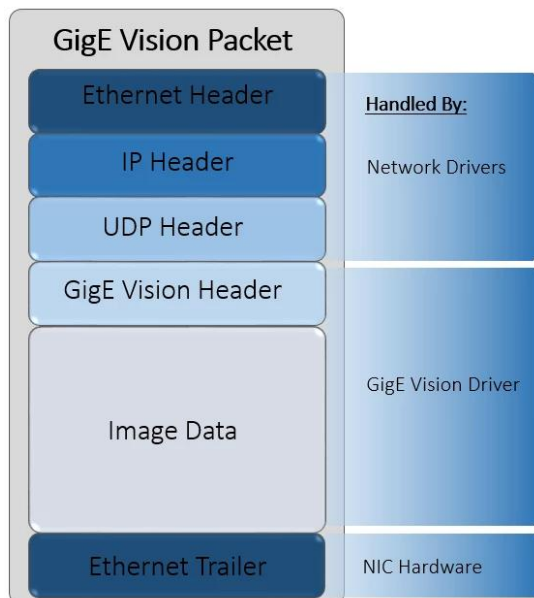 GigE Vision Packet
Ethernet Header
Handled By:
IP Header
Network Drivers
UDP Header
GigE Vision Header
GigE Vision Driver
Image Data
Ethernet Trailer
NIC Hardware